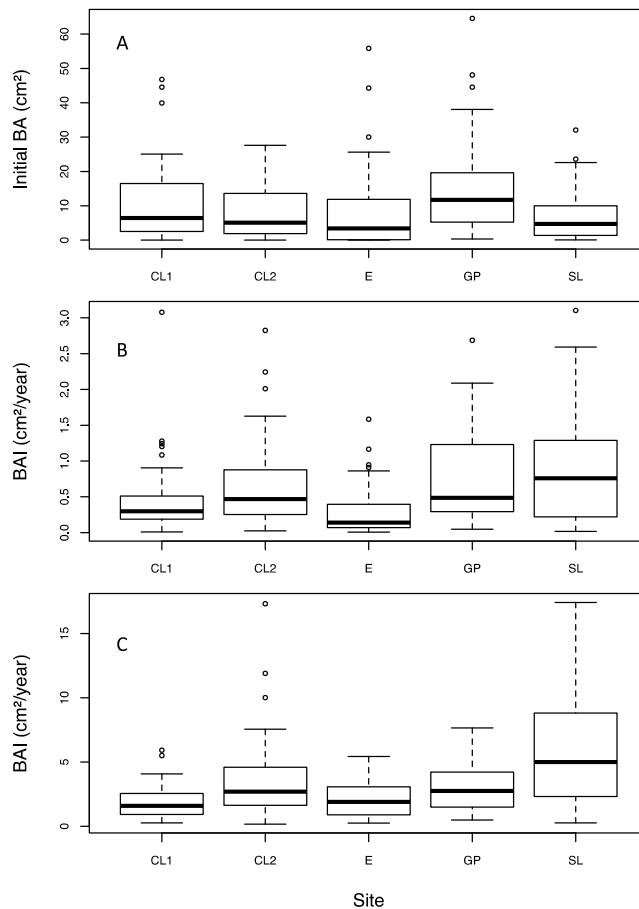 A
Initial BA (cm²)
60
50
40
30
20
10
0
CL1 CL2 E GP SL
B
BAI (cm²/year)
3.0
2.5
2.0
1.5
1.0
0.5
0.0
CL1 CL2 E GP SL
C
BAI (cm²/year)
15
10
5
0
CL1 CL2 E GP SL
Site